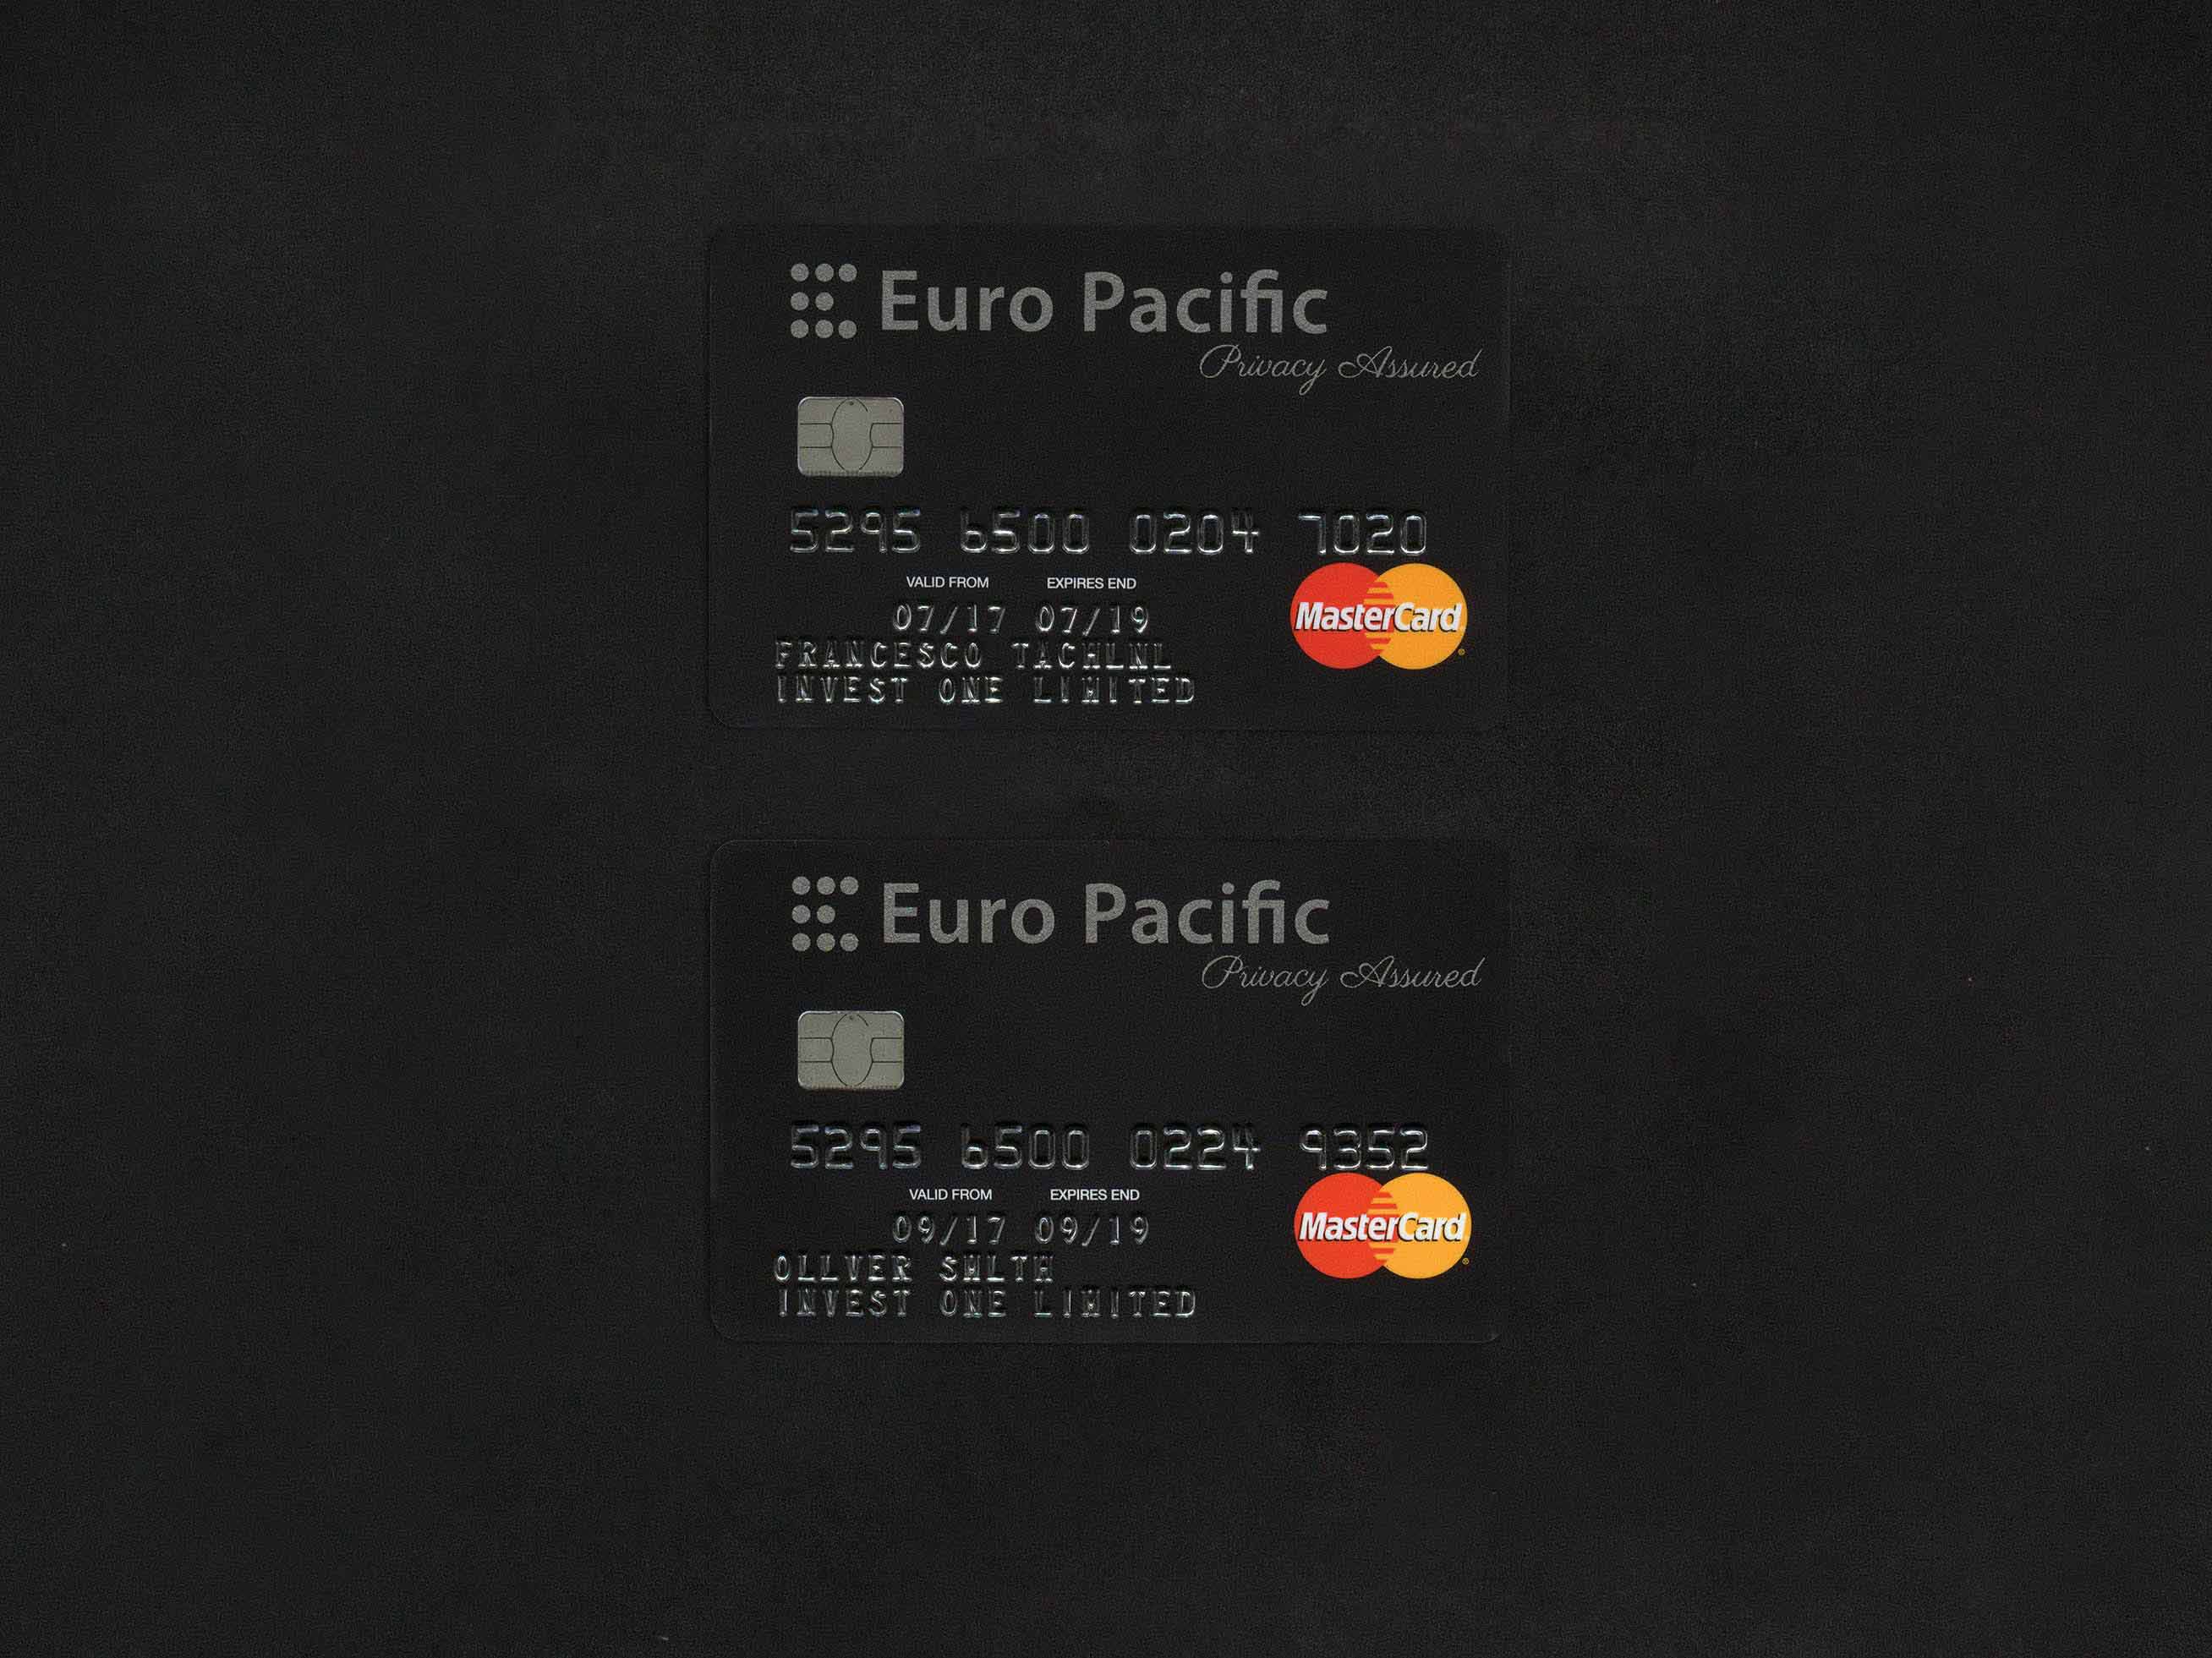 Euro Pacific
Privacy Assured
5295 6500 0204 7020
VALID FROM EXPIRES END
07/17 07/19
MasterCard
FRANCESCO TACHLNL
INVEST ONE LIMITED
Euro Pacific
Privacy Assured
5295 6500 0224 9352
VALID FROM EXPIRES END
09/17 09/19
MasterCard
OLLVER SMLTH
INVEST ONE LIMITED